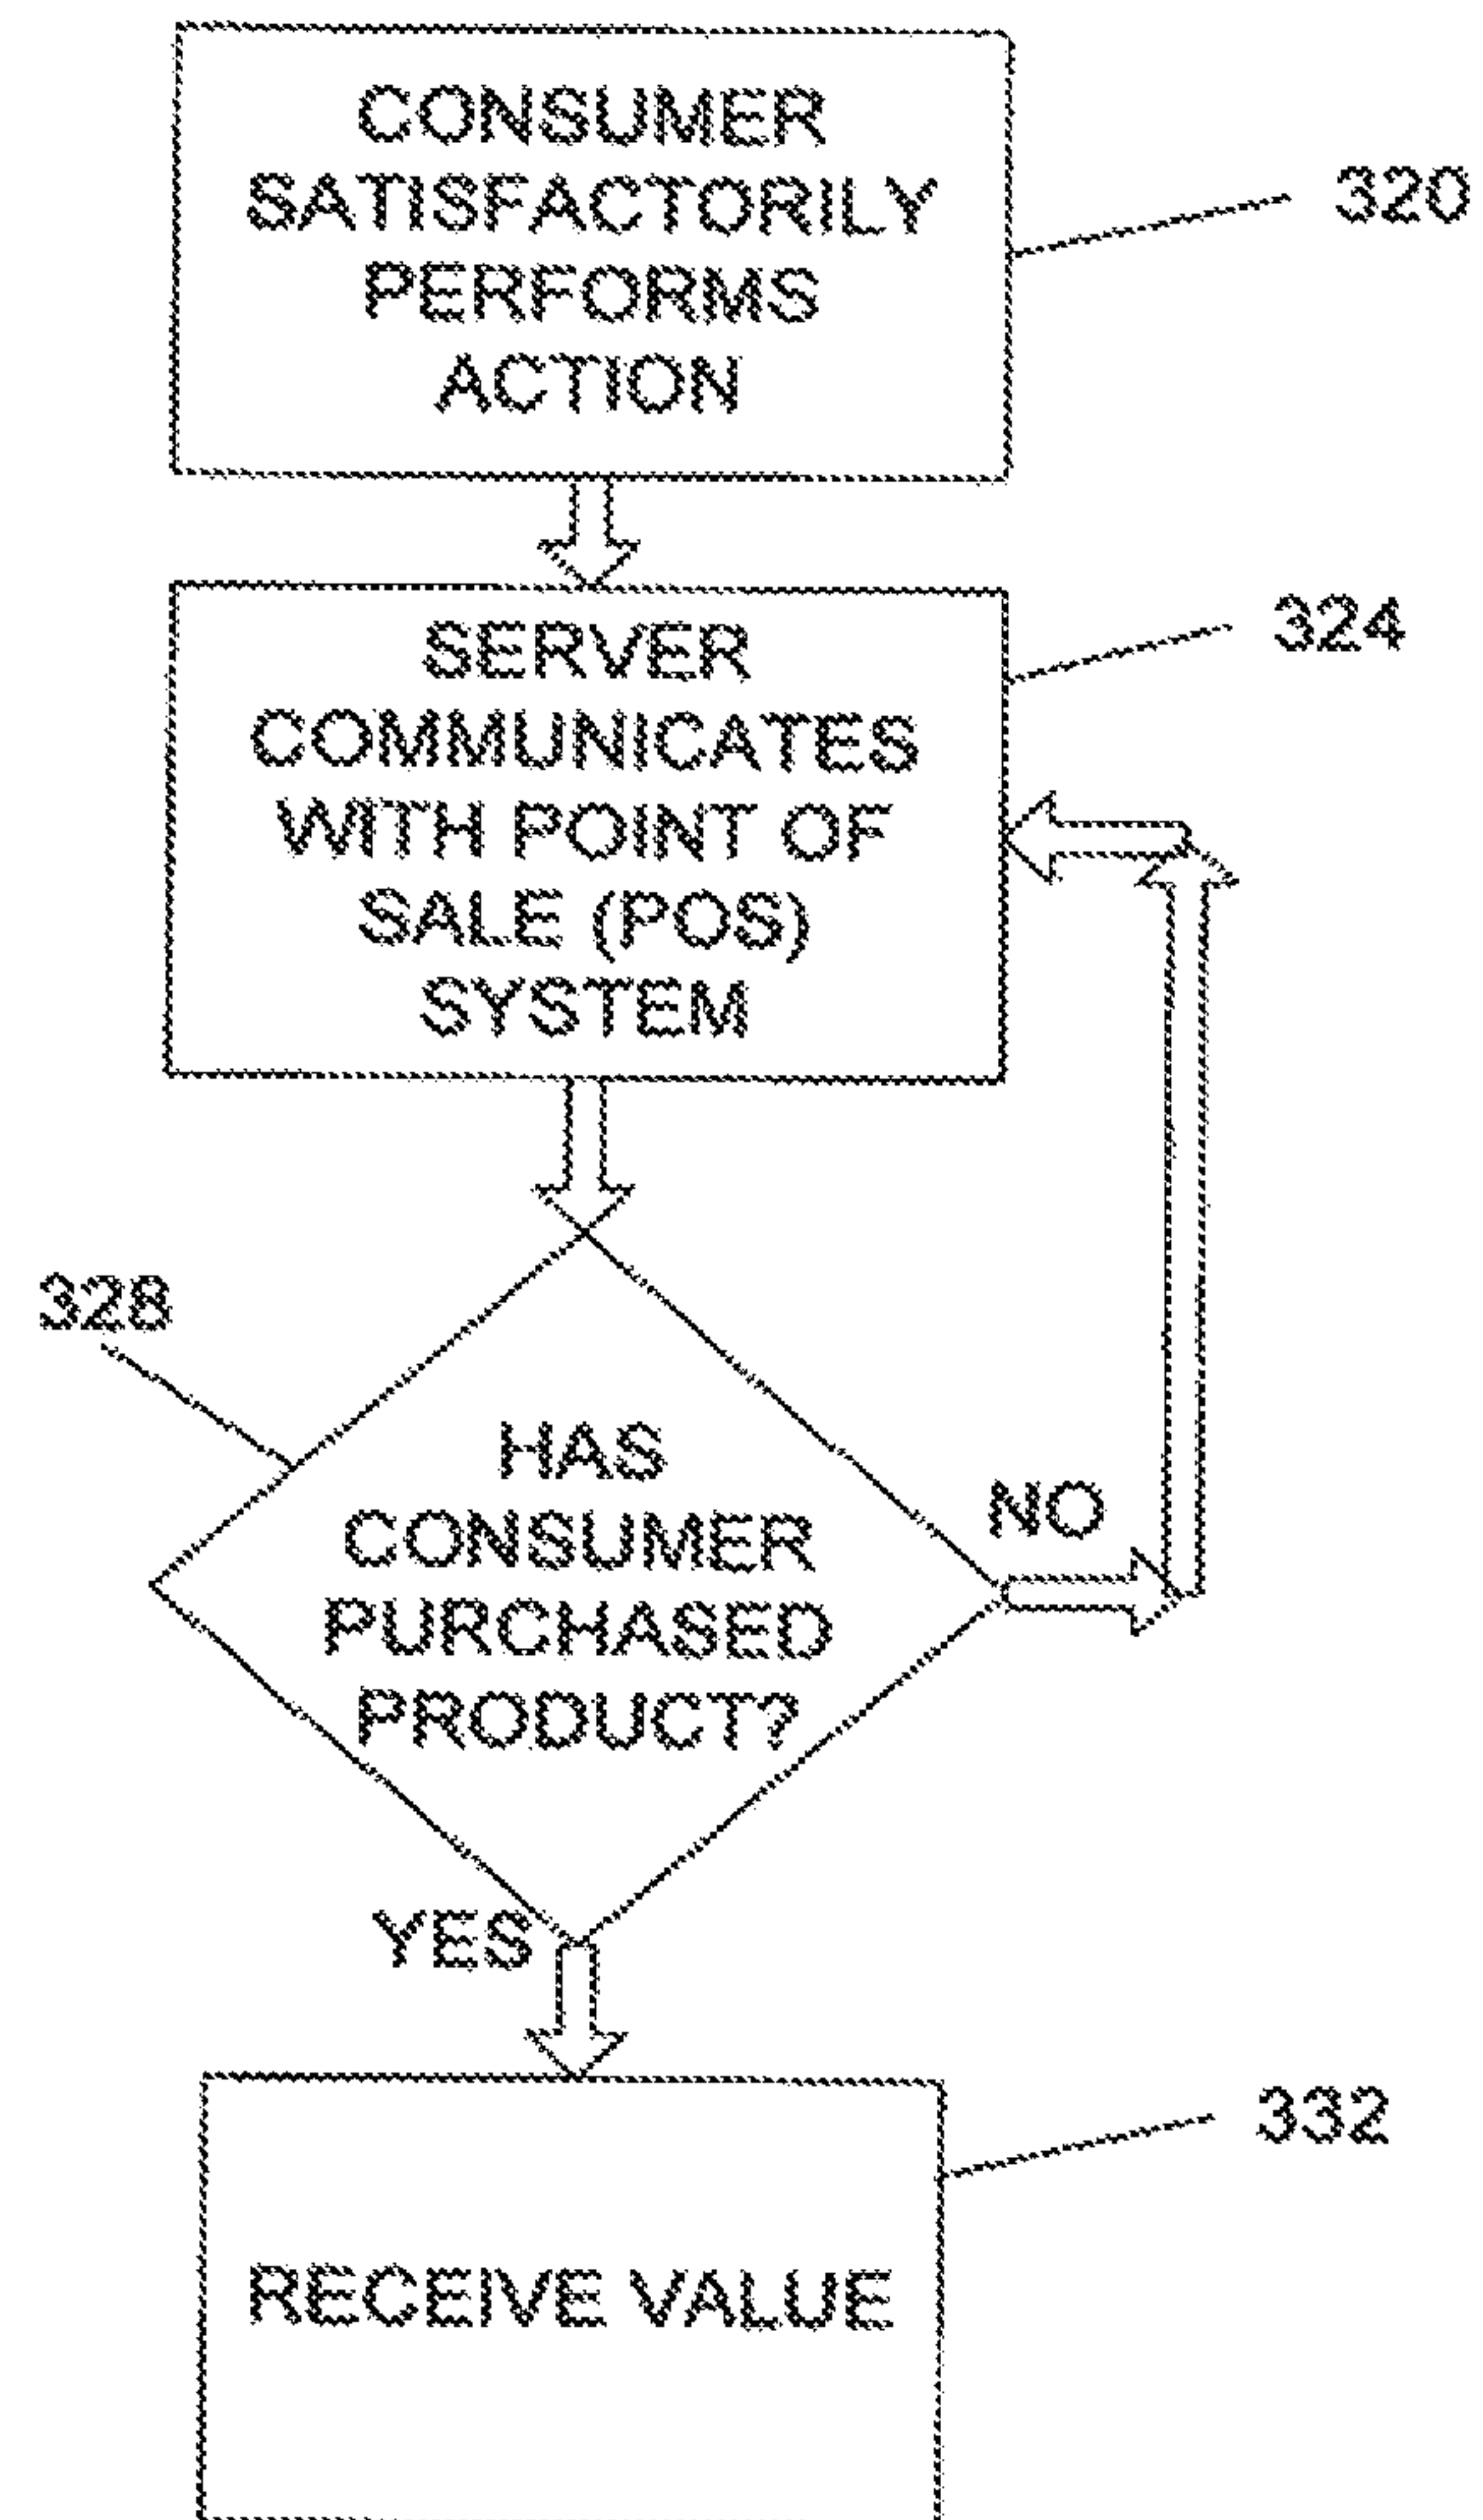 CONSUMER
SATISFACTORILY
PERFORMS
ACTION
320
SERVER
COMMUNICATES
WITH POINT OF
SALE (POS)
SYSTEM
324
328
HAS
CONSUMER
PURCHASED
PRODUCT?
NO
YES
332
RECEIVE VALUE